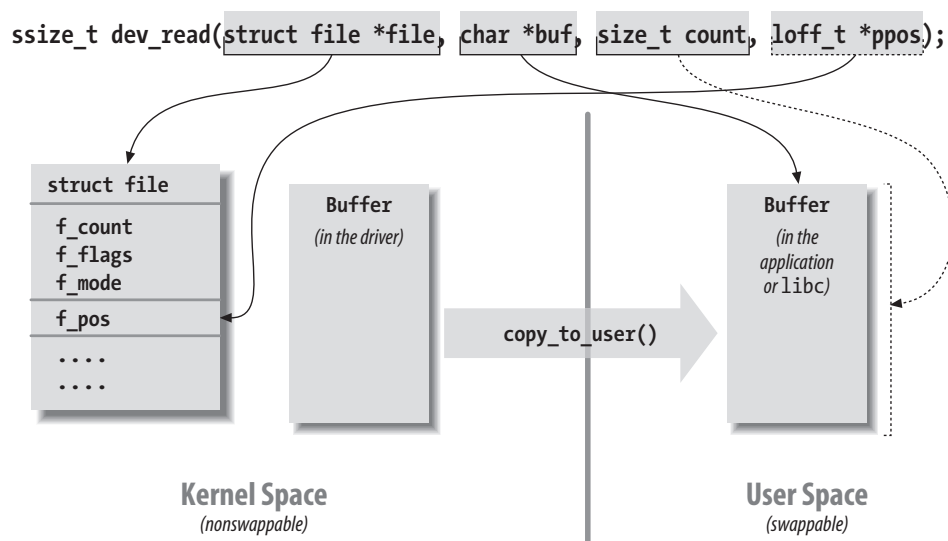 ssize_t dev_read(struct file *file, char *buf, size_t count, loff_t *ppos);
struct file
f_count
f_flags
f_mode
f_pos
....
....
Buffer
(in the driver)
copy_to_user()
Buffer
(in the
application
or libc)
Kernel Space
(nonswappable)
User Space
(swappable)